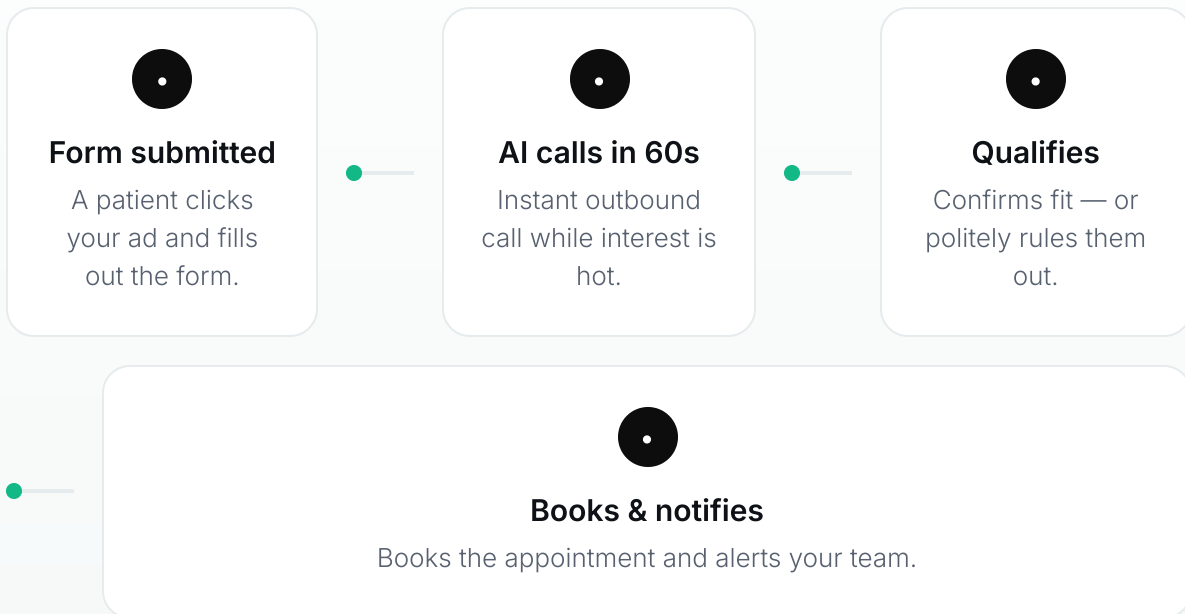 Form submitted
A patient clicks
your ad and fills
out the form.
AI calls in 60s
Instant outbound
call while interest is
hot.
Qualifies
Confirms fit — or
politely rules them
out.
Books & notifies
Books the appointment and alerts your team.